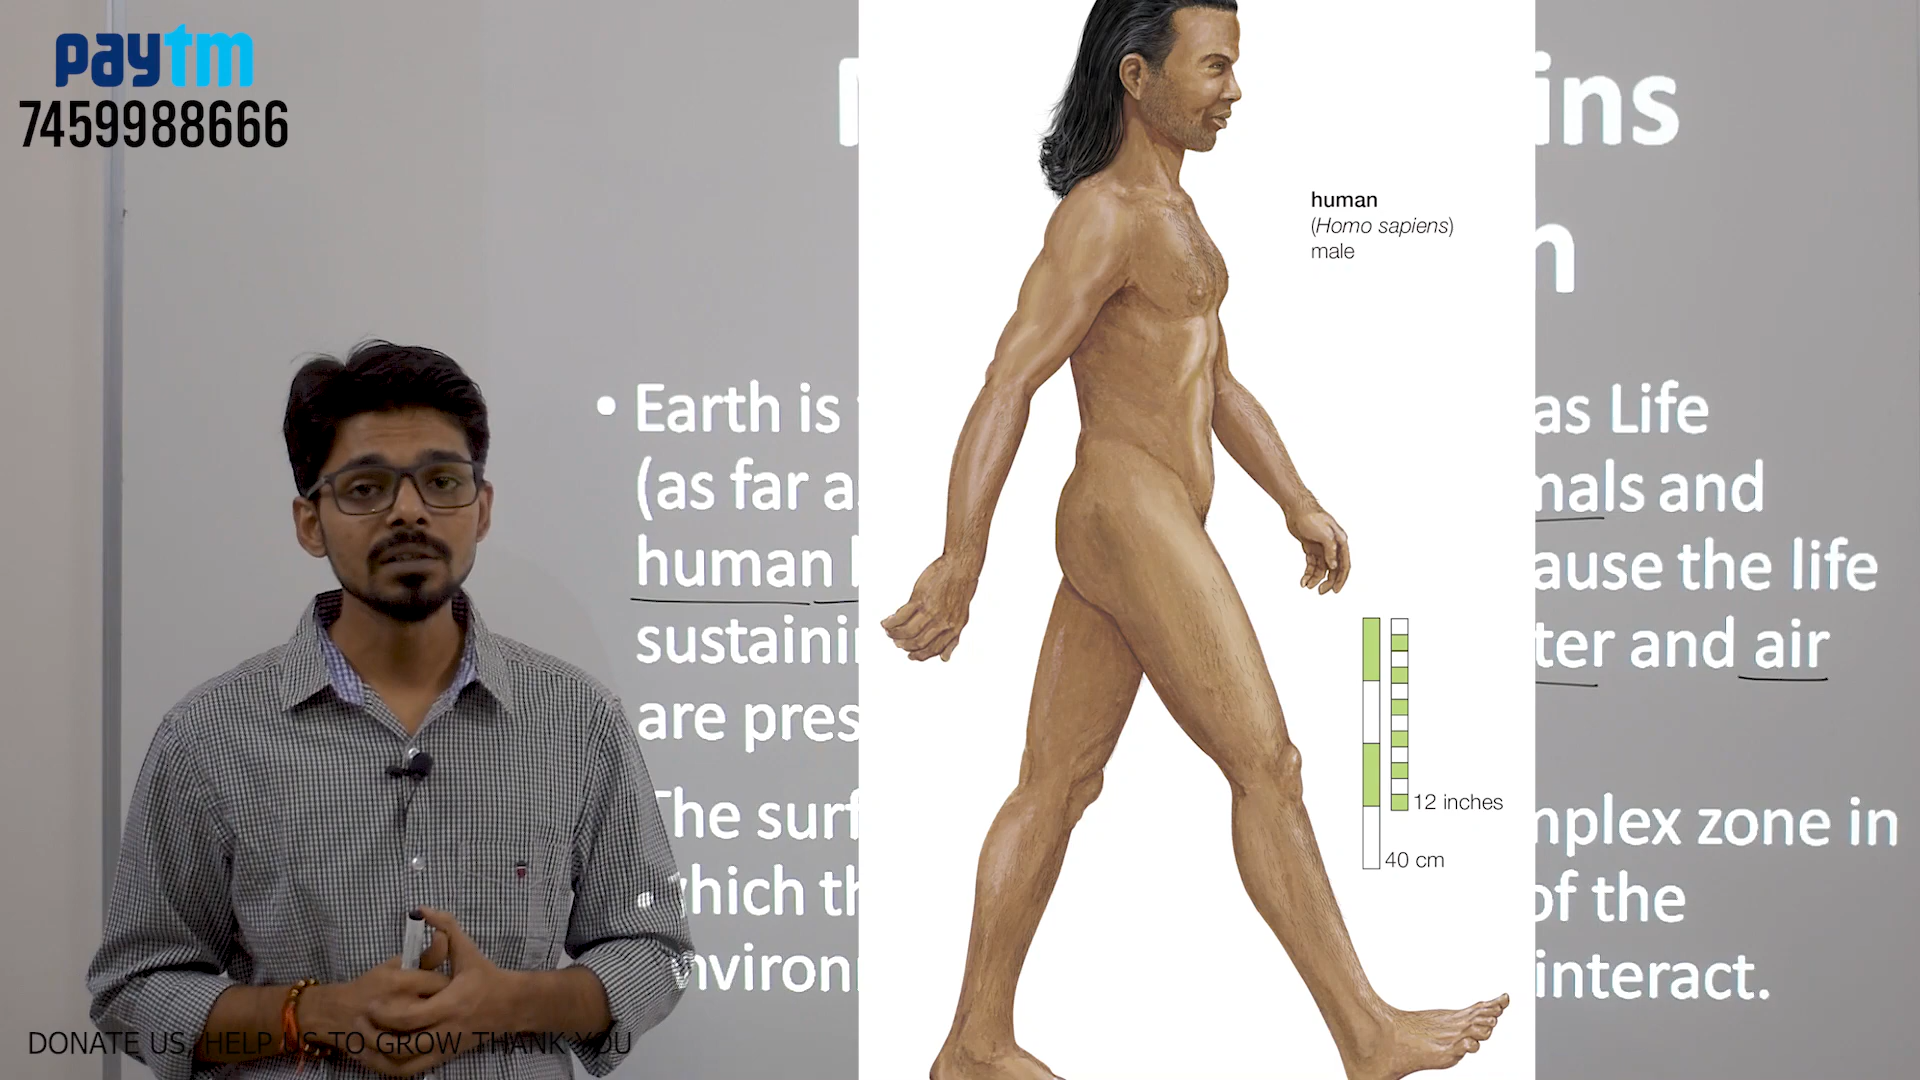 paytm
7459988666
ins
human
(Homo sapiens)
male
Earth is
as Life
(as far a
mals and
human
ause the life
sustaini
ter and air
are pres
12 inches
The surf
mplex zone in
40 cm
which th
of the
nviron
interact.
DONATE US, HELP US TO GROW THANK YOU